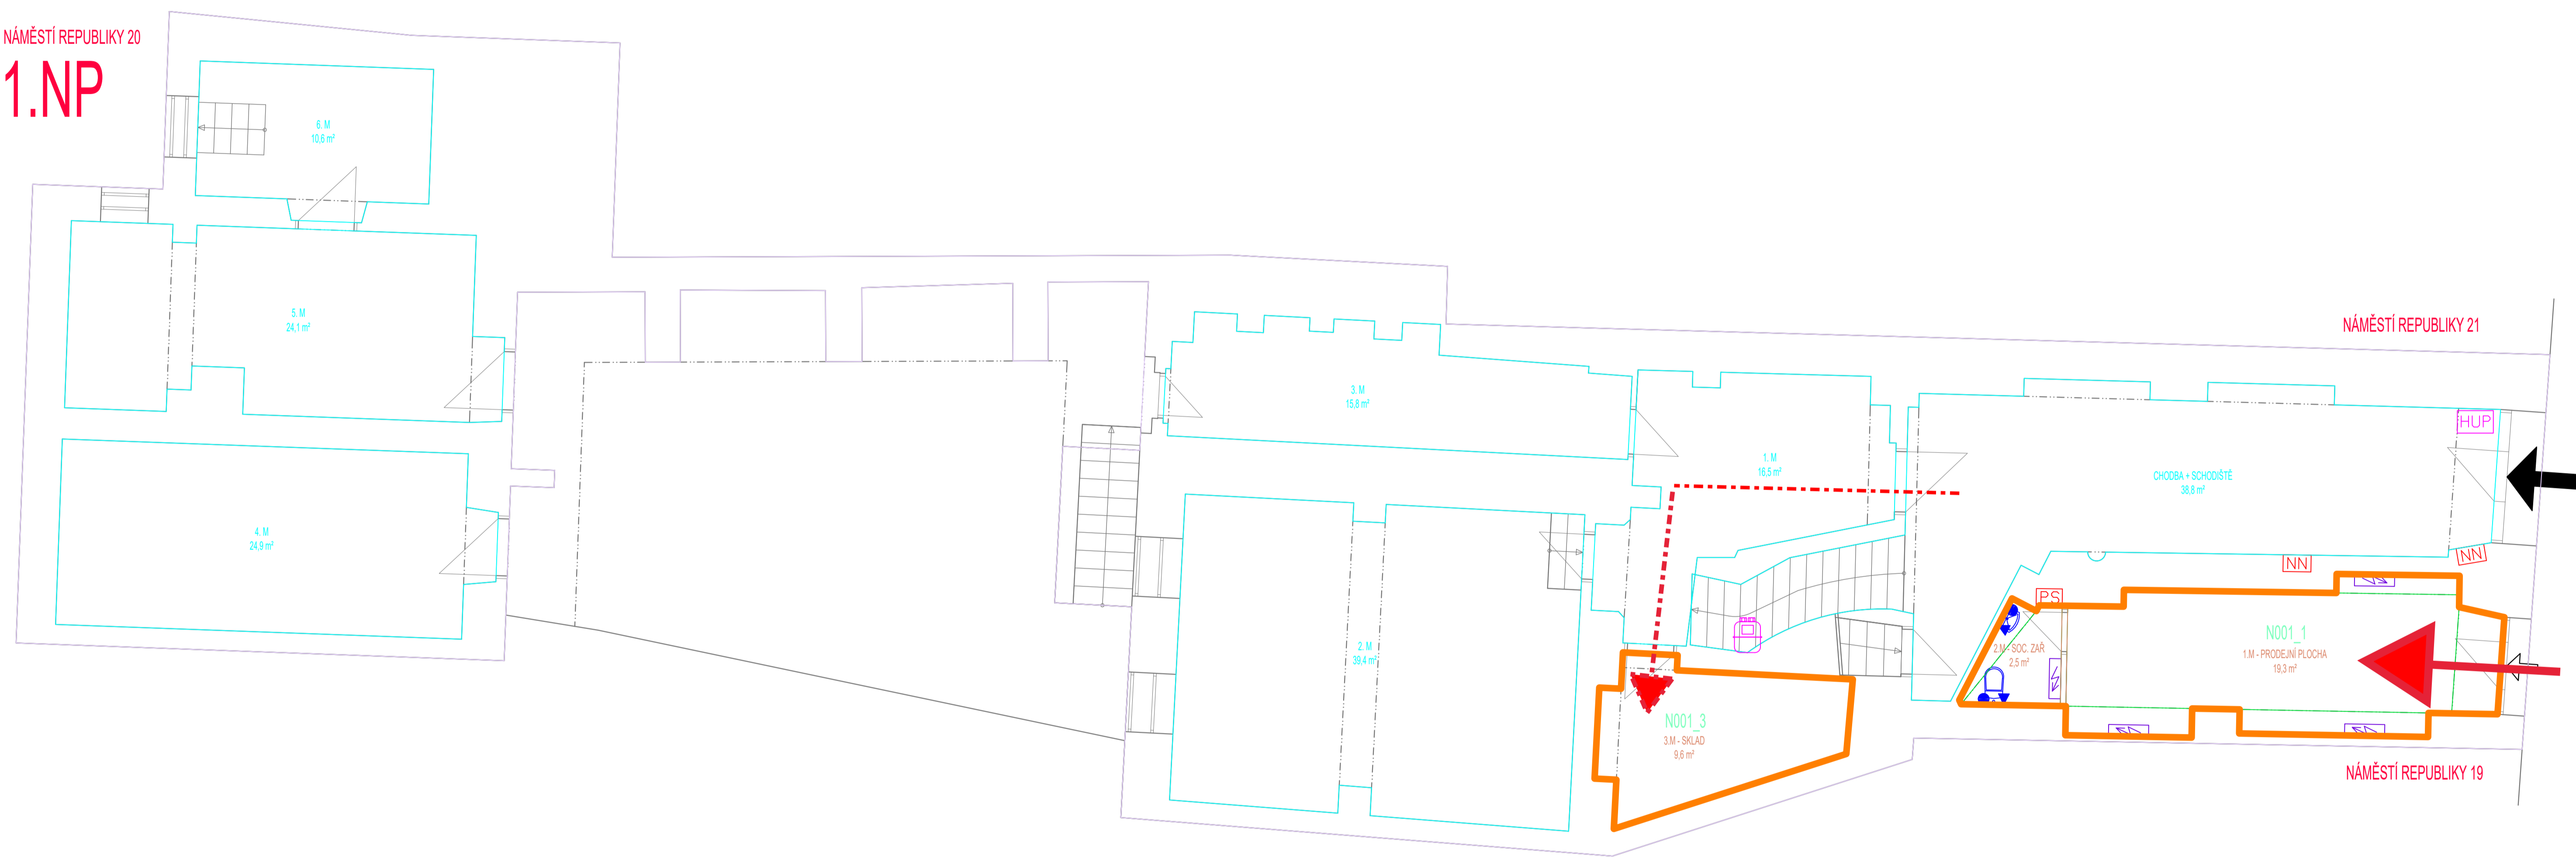 NÁMĚSTÍ REPUBLIKY 20
1.NP
6. M
10,6 m²
5. M
24,1 m²
4. M
24,9 m²
3. M
15,8 m²
2. M
39,4 m²
1. M
16,5 m²
NÁMĚSTÍ REPUBLIKY 21
CHODBA + SCHODIŠTĚ
38,8 m²
HUP
NN
NN
PS
2.M - SOC. ZAŘ
2,5 m²
N001_1
1.M - PRODEJNÍ PLOCHA
19,3 m²
N001_3
3.M - SKLAD
9,6 m²
NÁMĚSTÍ REPUBLIKY 19